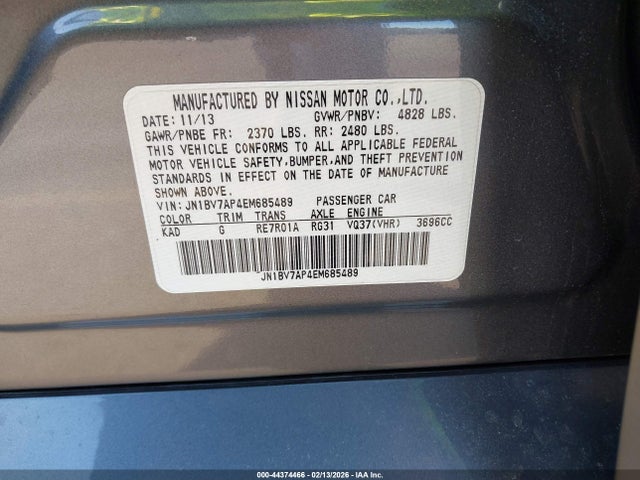 MANUFACTURED BY NISSAN MOTOR CO.,LTD.
DATE: 11/13 GVWR/PNBV: 4828 LBS.
GAWR/PNBE FR: 2370 LBS. RR: 2480 LBS.
THIS VEHICLE CONFORMS TO ALL APPLICABLE FEDERAL
MOTOR VEHICLE SAFETY,BUMPER,AND THEFT PREVENTION
STANDARDS IN EFFECT ON THE DATE OF MANUFACTURE
SHOWN ABOVE.
VIN:JN1BV7AP4EM685489 PASSENGER CAR
COLOR TRIM TRANS AXLE ENGINE
KAD G RE7R01A RG31 VQ37(VHR) 3696CC
JN1BV7AP4EM685489
000-44374466 - 02/13/2026 - IAA Inc.